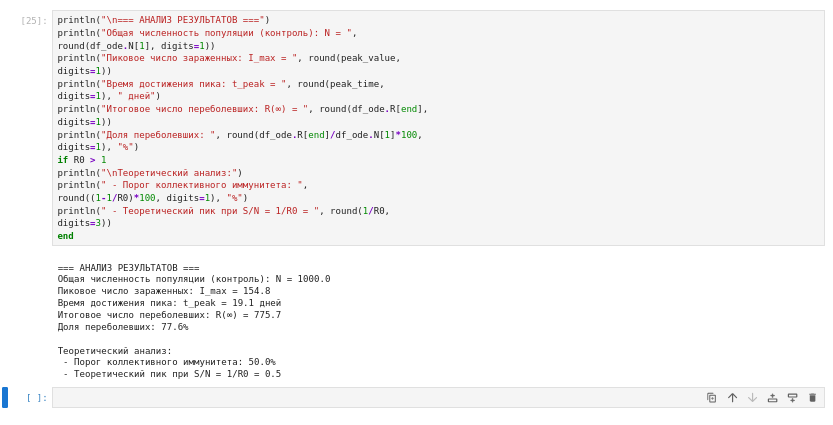 [25]:
println("\n=== АНАЛИЗ РЕЗУЛЬТАТОВ ===")
println("Общая численность популяции (контроль): N = ",
round(df_ode.N[1], digits=1))
println("Пиковое число зараженных: I_max = ", round(peak_value,
digits=1))
println("Время достижения пика: t_peak = ", round(peak_time,
digits=1), " дней")
println("Итоговое число переболевших: R(∞) = ", round(df_ode.R[end],
digits=1))
println("Доля переболевших: ", round(df_ode.R[end]/df_ode.N[1]*100,
digits=1), "%")
if R0 > 1
println("\nТеоретический анализ:")
println(" - Порог коллективного иммунитета: ",
round((1-1/R0)*100, digits=1), "%")
println(" - Теоретический пик при S/N = 1/R0 = ", round(1/R0,
digits=3))
end
=== АНАЛИЗ РЕЗУЛЬТАТОВ ===
Общая численность популяции (контроль): N = 1000.0
Пиковое число зараженных: I_max = 154.8
Время достижения пика: t_peak = 19.1 дней
Итоговое число переболевших: R(∞) = 775.7
Доля переболевших: 77.6%
Теоретический анализ:
 - Порог коллективного иммунитета: 50.0%
 - Теоретический пик при S/N = 1/R0 = 0.5
[ ]: